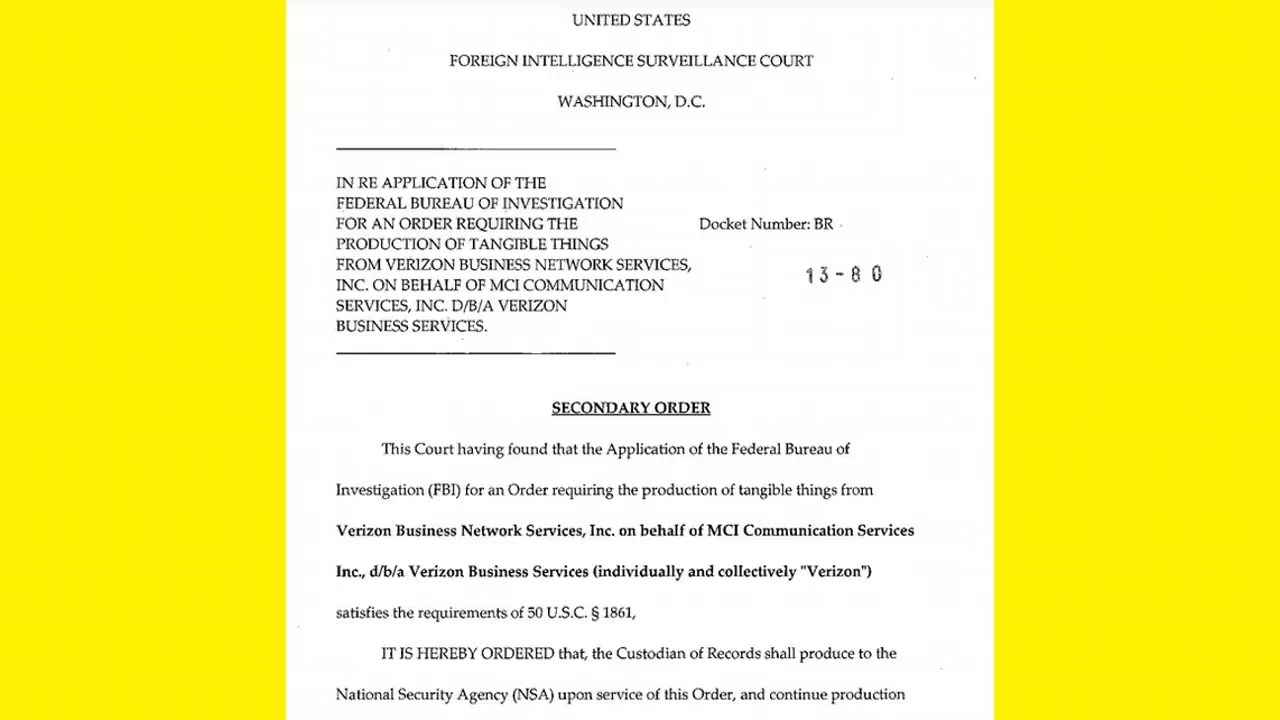 UNITED STATES
FOREIGN INTELLIGENCE SURVEILLANCE COURT
WASHINGTON, D.C.
IN RE APPLICATION OF THE
FEDERAL BUREAU OF INVESTIGATION
FOR AN ORDER REQUIRING THE
PRODUCTION OF TANGIBLE THINGS
FROM VERIZON BUSINESS NETWORK SERVICES,
INC. ON BEHALF OF MCI COMMUNICATION
SERVICES, INC. D/B/A VERIZON
BUSINESS SERVICES.
Docket Number: BR
13-80
SECONDARY ORDER
This Court having found that the Application of the Federal Bureau of
Investigation (FBI) for an Order requiring the production of tangible things from
Verizon Business Network Services, Inc. on behalf of MCI Communication Services
Inc., d/b/a Verizon Business Services (individually and collectively "Verizon")
satisfies the requirements of 50 U.S.C. § 1861,
IT IS HEREBY ORDERED that, the Custodian of Records shall produce to the
National Security Agency (NSA) upon service of this Order, and continue production